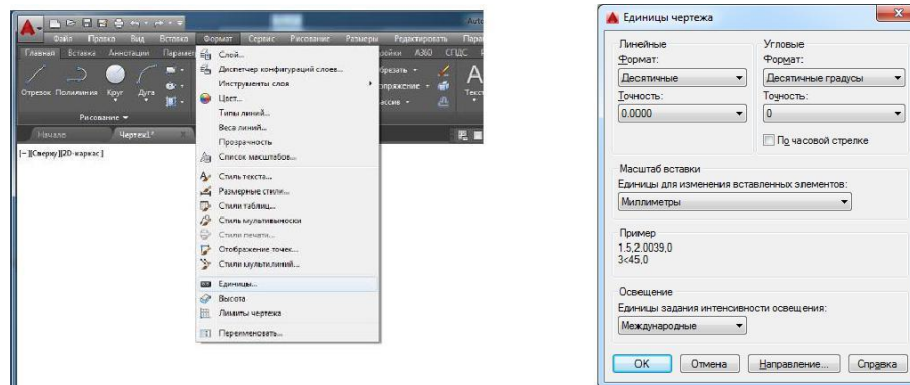 Файл Правка Вид Вставка Формат Сервис Рисование Размеры Редактировать
Главная Вставка Аннотации А360 СПДС
Отрезок Полилиния Круг Дуга
Рисование
Начало Чертеж1*
[–][Сверху][2D-каркас]
Слой...
Диспетчер конфигураций слоев...
Инструменты слоя
Цвет...
Типы линий...
Веса линий...
Прозрачность
Список масштабов...
Стиль текста...
Размерные стили...
Стили таблиц...
Стиль мультивыноски
Стили печати...
Отображение точек...
Стили мультилиний...
Единицы...
Высота
Лимиты чертежа
Переименовать...
Единицы чертежа
Линейные
Формат:
Десятичные
Точность:
0.0000
Угловые
Формат:
Десятичные градусы
Точность:
0
По часовой стрелке
Масштаб вставки
Единицы для изменения вставленных элементов:
Миллиметры
Пример
1.5,2.0039,0
3<45,0
Освещение
Единицы задания интенсивности освещения:
Международные
OK Отмена Направление... Справка